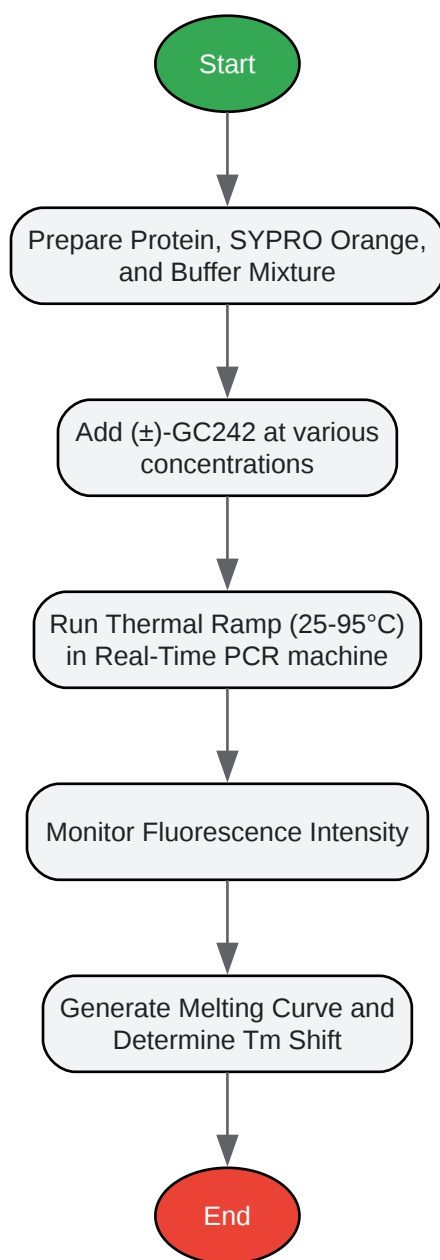 Start
Prepare Protein, SYPRO Orange,
and Buffer Mixture
Add (±)-GC242 at various
concentrations
Run Thermal Ramp (25-95°C)
in Real-Time PCR machine
Monitor Fluorescence Intensity
Generate Melting Curve and
Determine Tm Shift
End